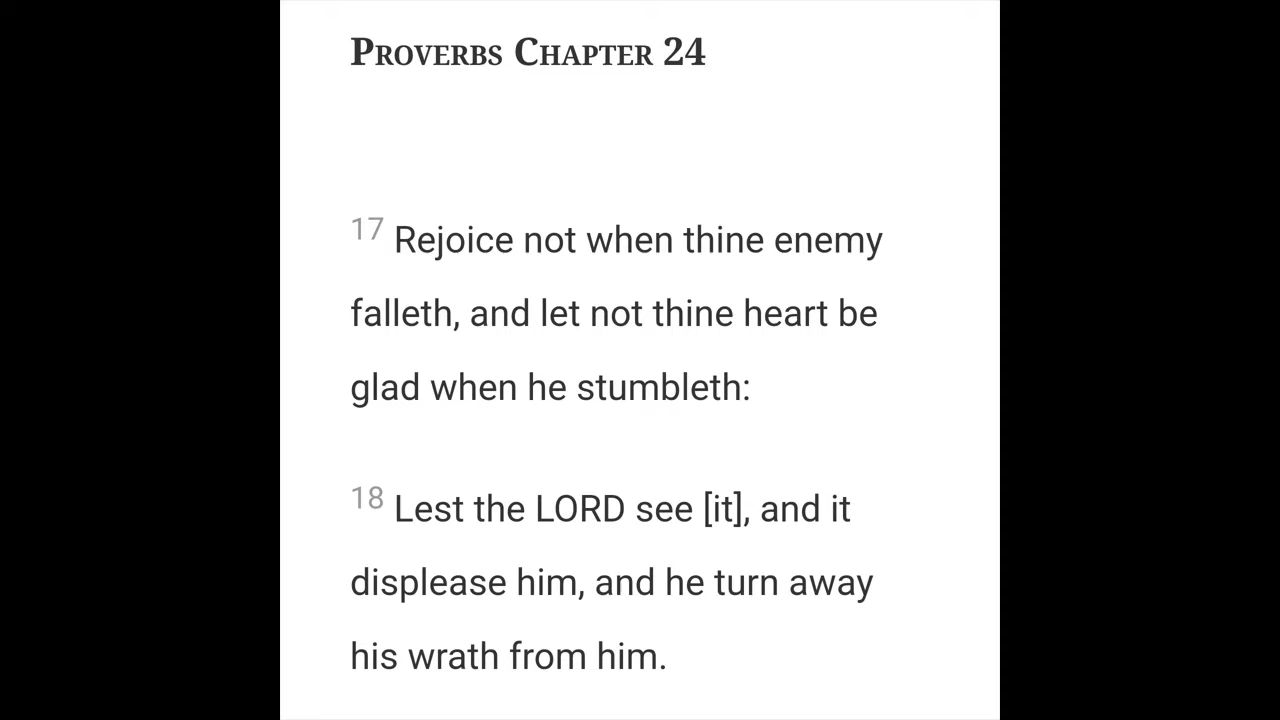 Proverbs Chapter 24
17 Rejoice not when thine enemy
falleth, and let not thine heart be
glad when he stumbleth:
18 Lest the LORD see [it], and it
displease him, and he turn away
his wrath from him.